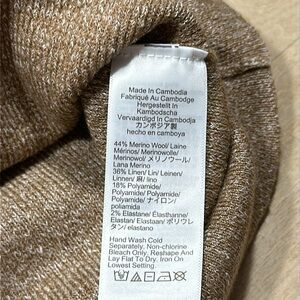 Made In Cambodia
Fabriqué Au Cambodge
Hergestellt In
Kambodscha
Vervaardigd In Cambodja
カンボジア製
hecho en camboya
44% Merino Wool/ Laine
Mérinos/ Merinowolle/
Merinowol/ メリノウール/
Lana Merino
36% Linen/ Lin/ Leinen/
Linnen/ 麻/ lino
18% Polyamide/
Polyamide/ Polyamid/
Polyamide/ ナイロン/
poliamida
2% Elastane/ Élasthanne/
Elastan/ Elastaan/ ポリウレ
タン/ elastano
Hand Wash Cold
Separately. Non-chlorine
Bleach Only. Reshape And
Lay Flat To Dry. Iron On
Lowest Setting.